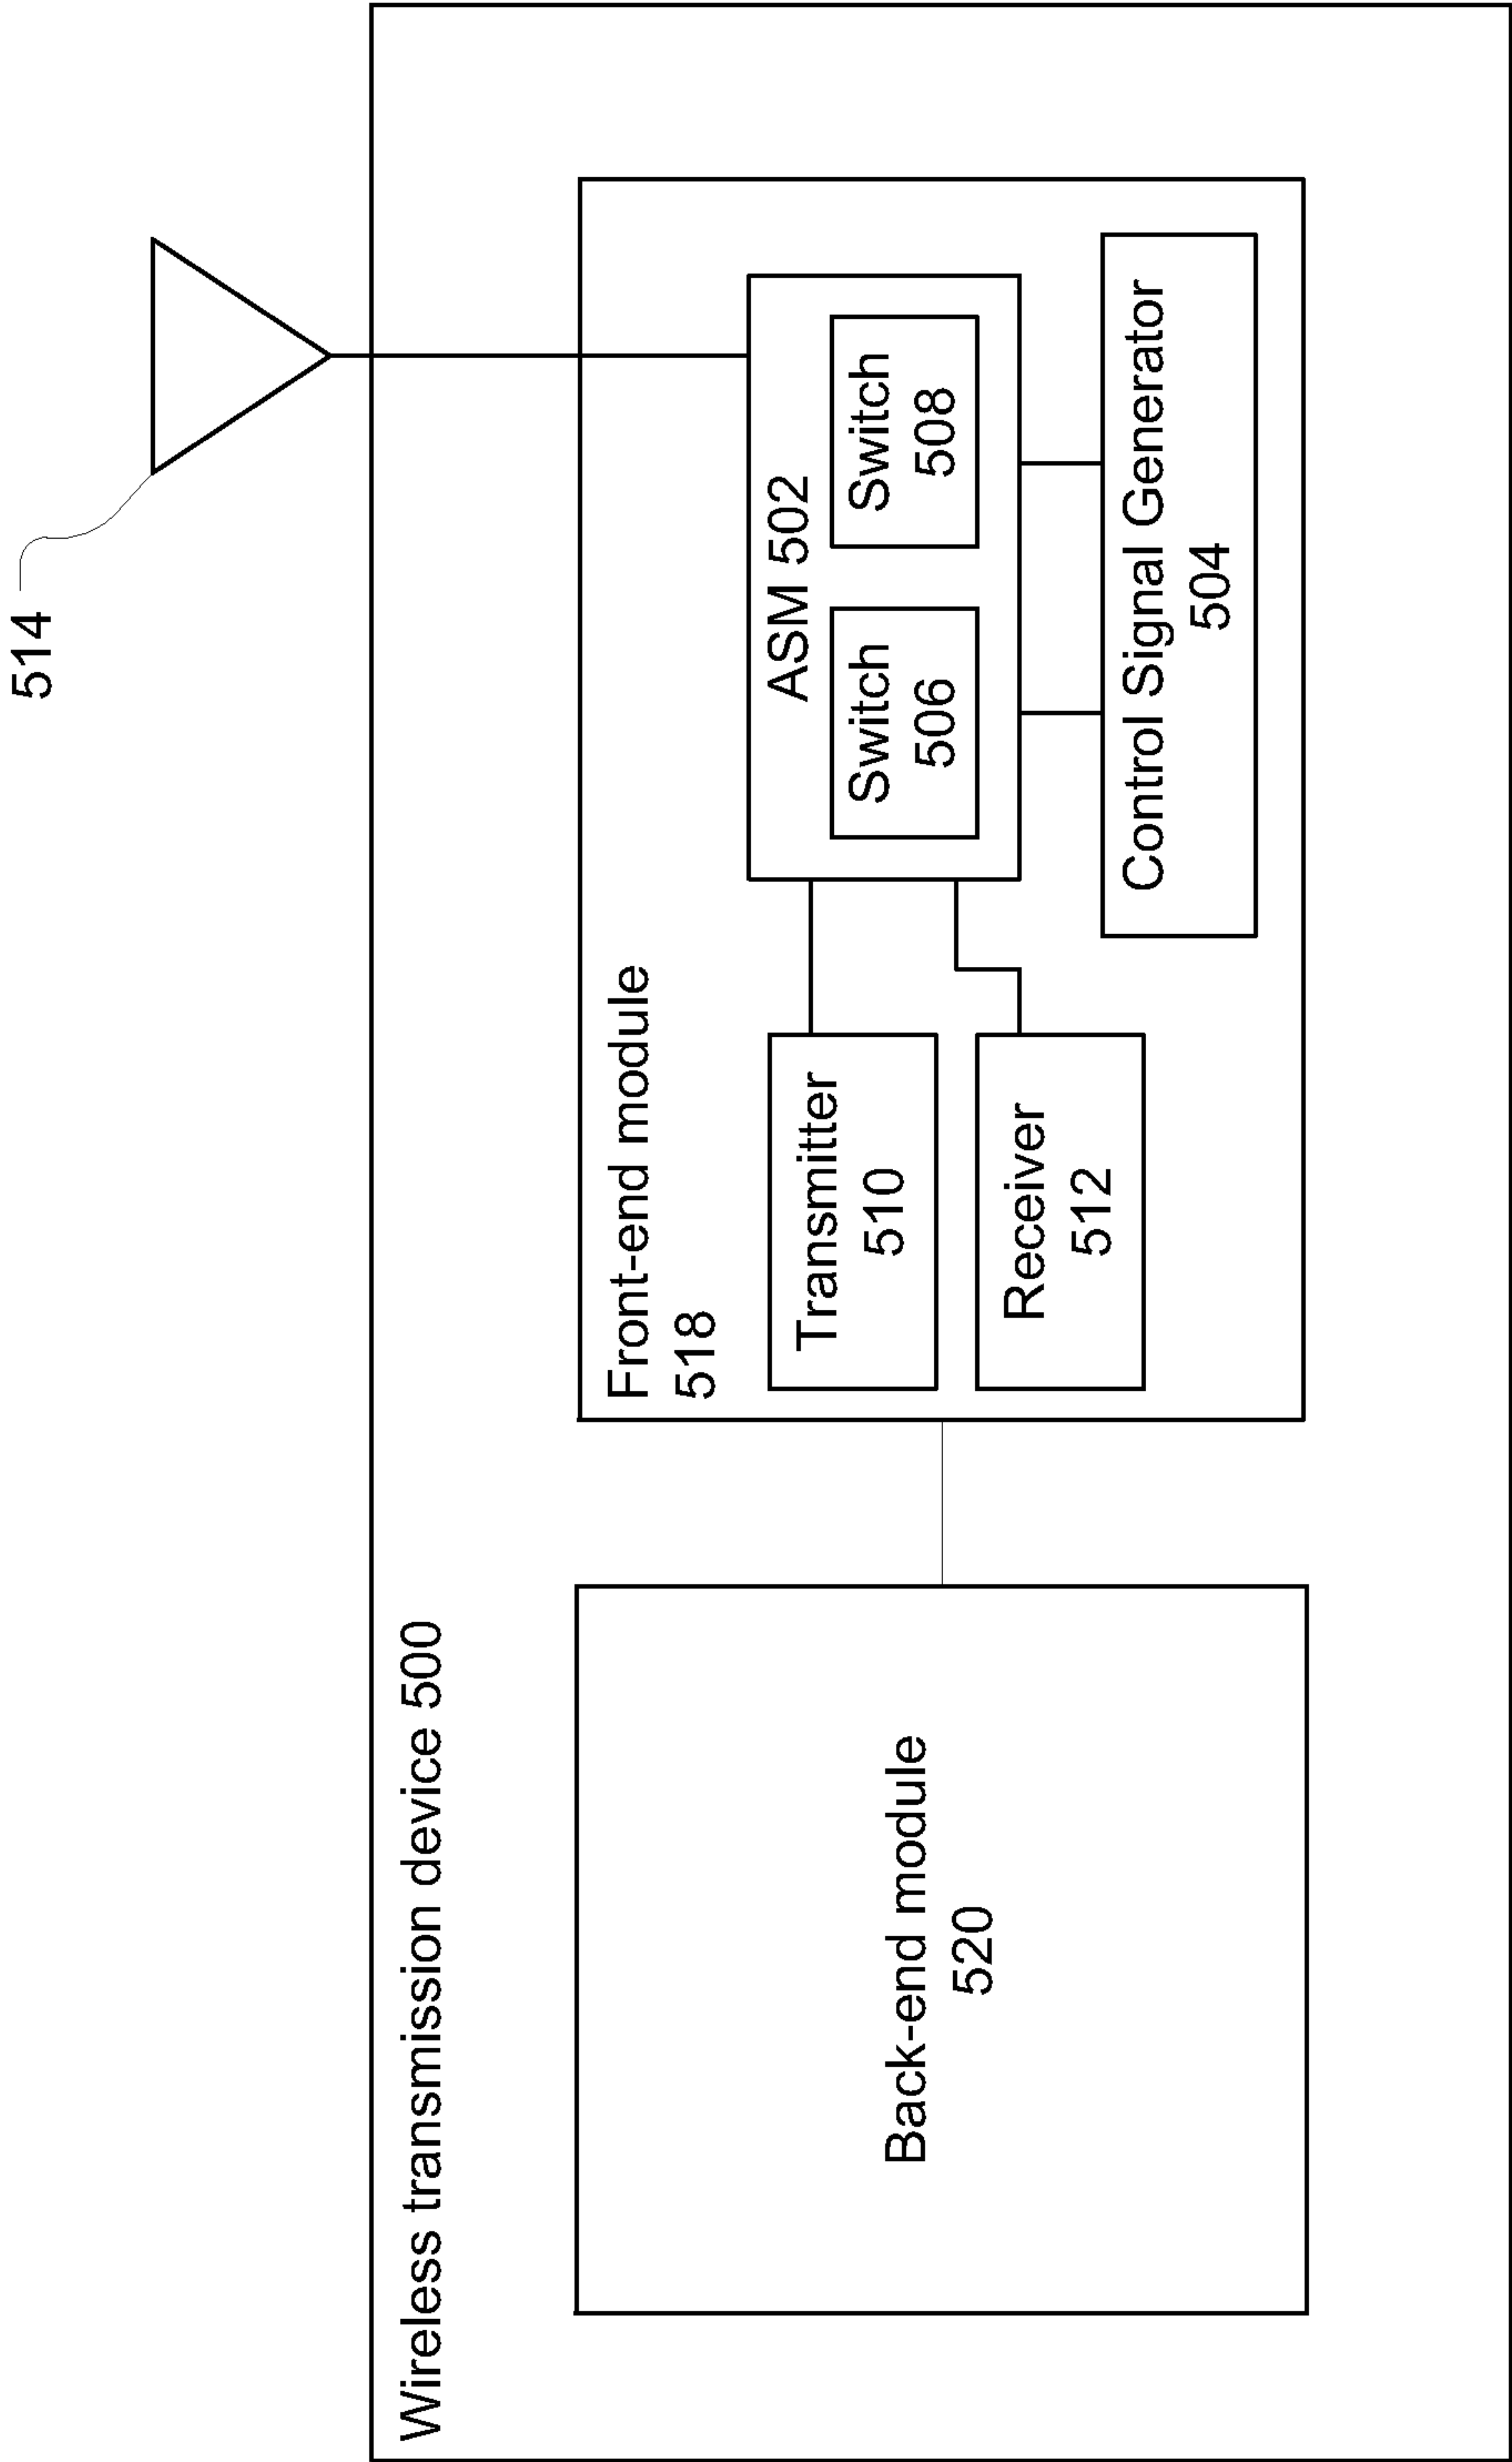 514
Wireless transmission device 500
Back-end module
520
Front-end module
518
Transmitter
510
Receiver
512
ASM 502
Switch
506
Switch
508
Control Signal Generator
504